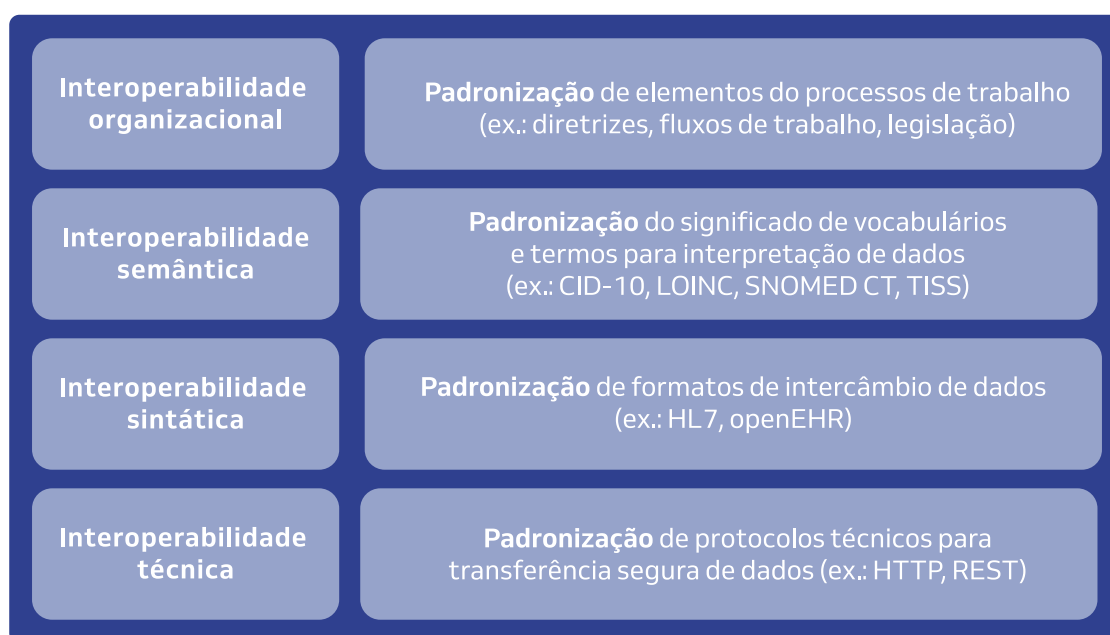 Interoperabilidade
organizacional
Padronização de elementos do processos de trabalho
(ex.: diretrizes, fluxos de trabalho, legislação)
Interoperabilidade
semântica
Padronização do significado de vocabulários
e termos para interpretação de dados
(ex.: CID-10, LOINC, SNOMED CT, TISS)
Interoperabilidade
sintática
Padronização de formatos de intercâmbio de dados
(ex.: HL7, openEHR)
Interoperabilidade
técnica
Padronização de protocolos técnicos para
transferência segura de dados (ex.: HTTP, REST)